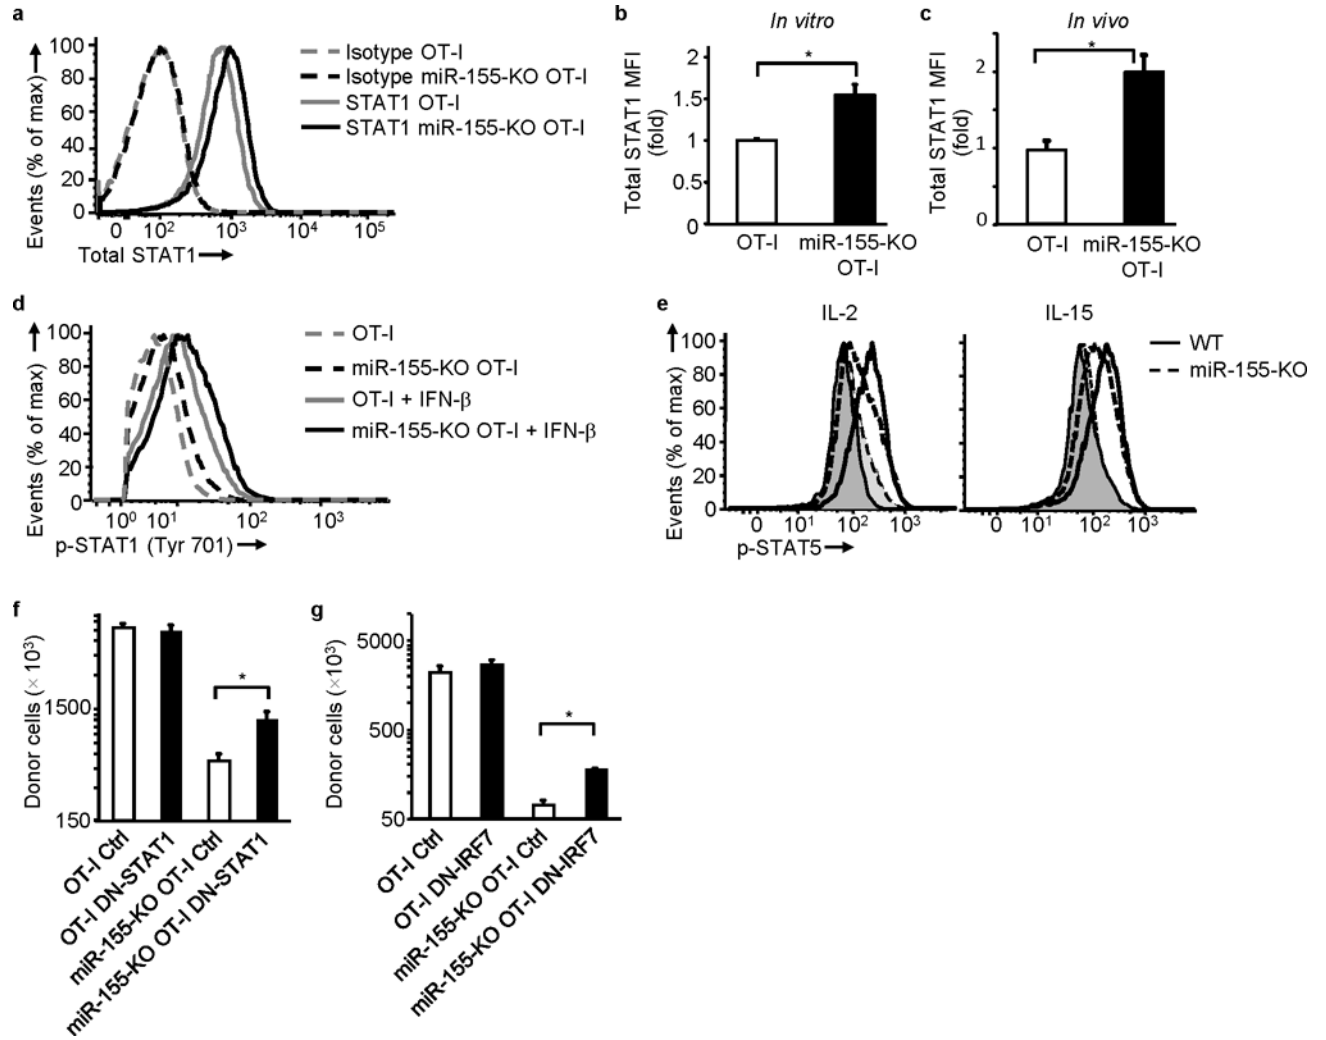 a
Events (% of max)
100
80
60
40
20
0
0 10² 10³ 10⁴ 10⁵
Total STAT1
Isotype OT-I
Isotype miR-155-KO OT-I
STAT1 OT-I
STAT1 miR-155-KO OT-I
b
In vitro
Total STAT1 MFI
(fold)
2
1.5
1
0.5
0
*
OT-I miR-155-KO
OT-I
c
In vivo
Total STAT1 MFI
(fold)
2
1
0
*
OT-I miR-155-KO
OT-I
d
Events (% of max)
100
80
60
40
20
0
10⁰ 10¹ 10² 10³
p-STAT1 (Tyr 701)
OT-I
miR-155-KO OT-I
OT-I + IFN-β
miR-155-KO OT-I + IFN-β
e
IL-2
IL-15
Events (% of max)
100
80
60
40
20
0
0 10¹ 10² 10³
0 10¹ 10² 10³
p-STAT5
WT
miR-155-KO
f
Donor cells (× 10³)
1500
150
*
OT-I Ctrl
OT-I DN-STAT1
miR-155-KO OT-I Ctrl
miR-155-KO OT-I DN-STAT1
g
Donor cells (×10³)
5000
500
50
*
OT-I Ctrl
OT-I DN-IRF7
miR-155-KO OT-I Ctrl
miR-155-KO OT-I DN-IRF7